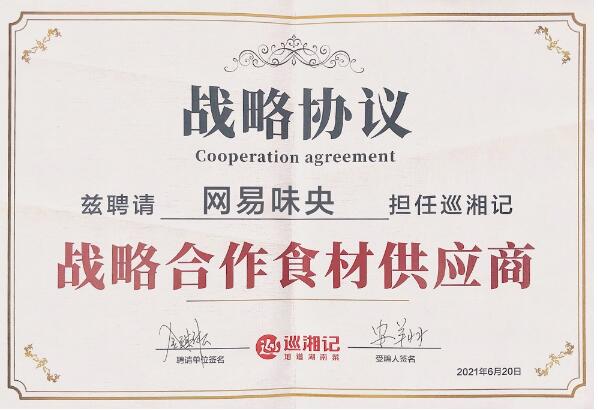 战略协议
Cooperation agreement
兹聘请 网易味央 担任巡湘记
战略合作食材供应商
巡湘记
地道湖南菜
聘请单位签名
受聘人签名
2021年6月20日